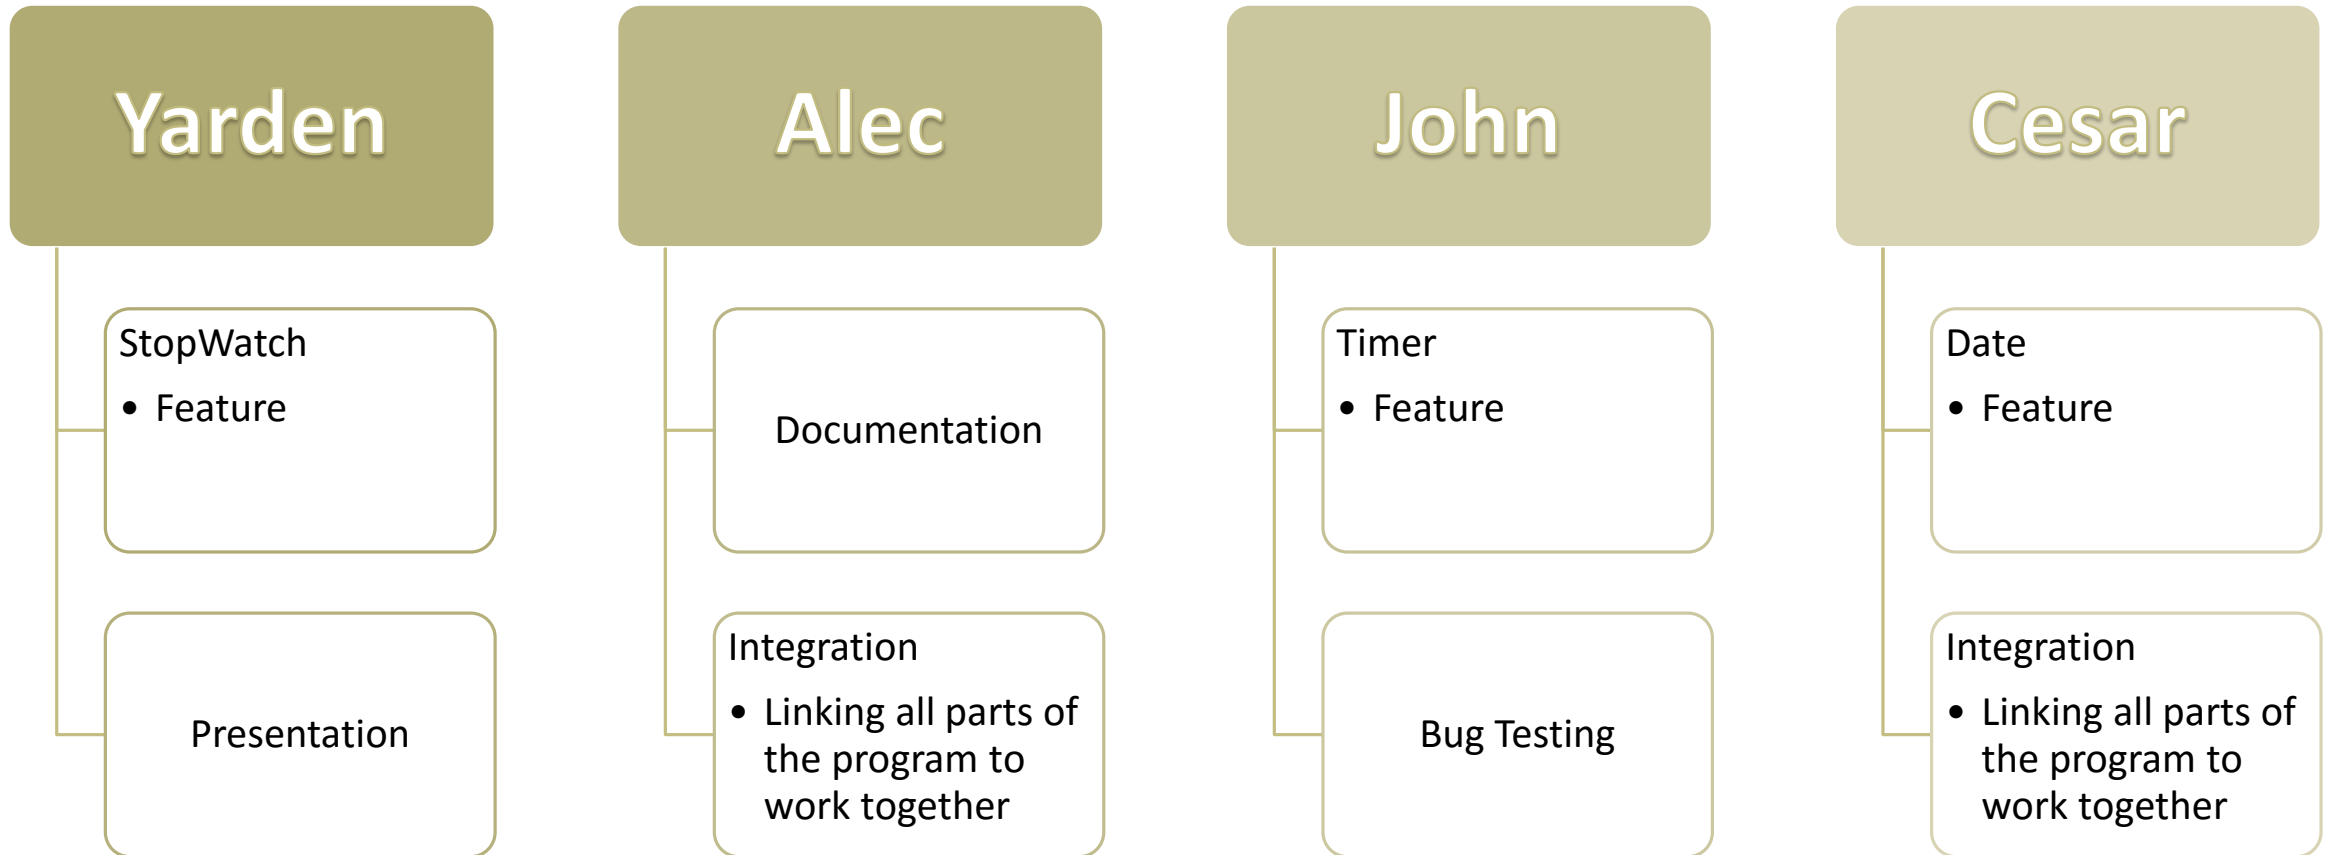 Yarden
StopWatch
• Feature
Presentation
Alec
Documentation
Integration
• Linking all parts of
the program to
work together
John
Timer
• Feature
Bug Testing
Cesar
Date
• Feature
Integration
• Linking all parts of
the program to
work together